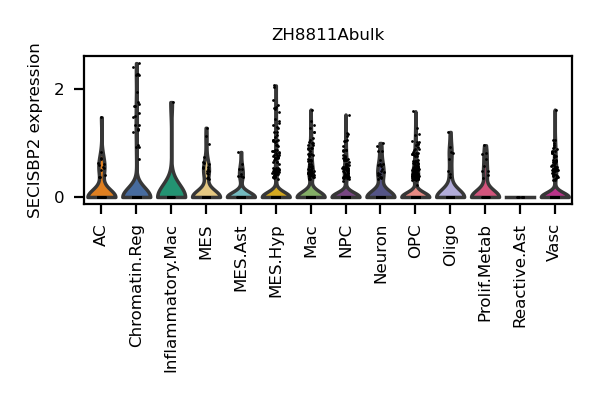 ZH8811Abulk
SECISBP2 expression
2
0
AC
Chromatin.Reg
Inflammatory.Mac
MES
MES.Ast
MES.Hyp
Mac
NPC
Neuron
OPC
Oligo
Prolif.Metab
Reactive.Ast
Vasc